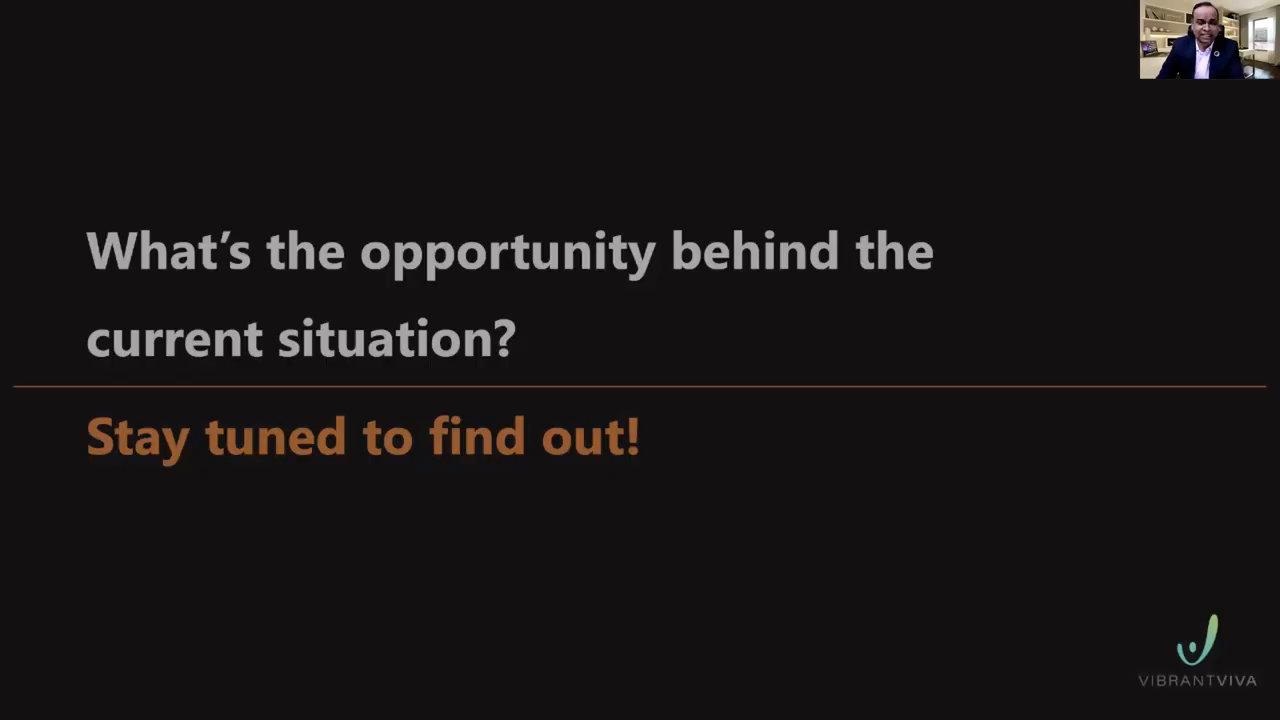 What's the opportunity behind the
current situation?
Stay tuned to find out!
VIBRANTVIVA